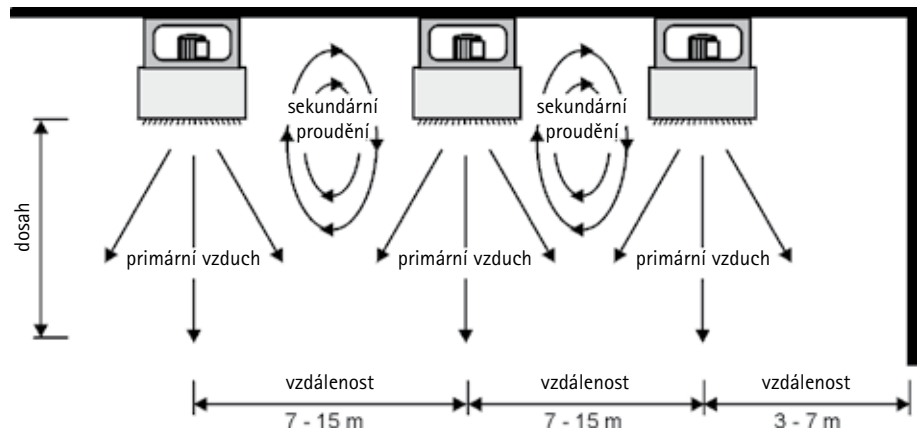 sekundární
proudění
sekundární
proudění
dosah
primární vzduch
primární vzduch
primární vzduch
vzdálenost
vzdálenost
vzdálenost
7 - 15 m
7 - 15 m
3 - 7 m